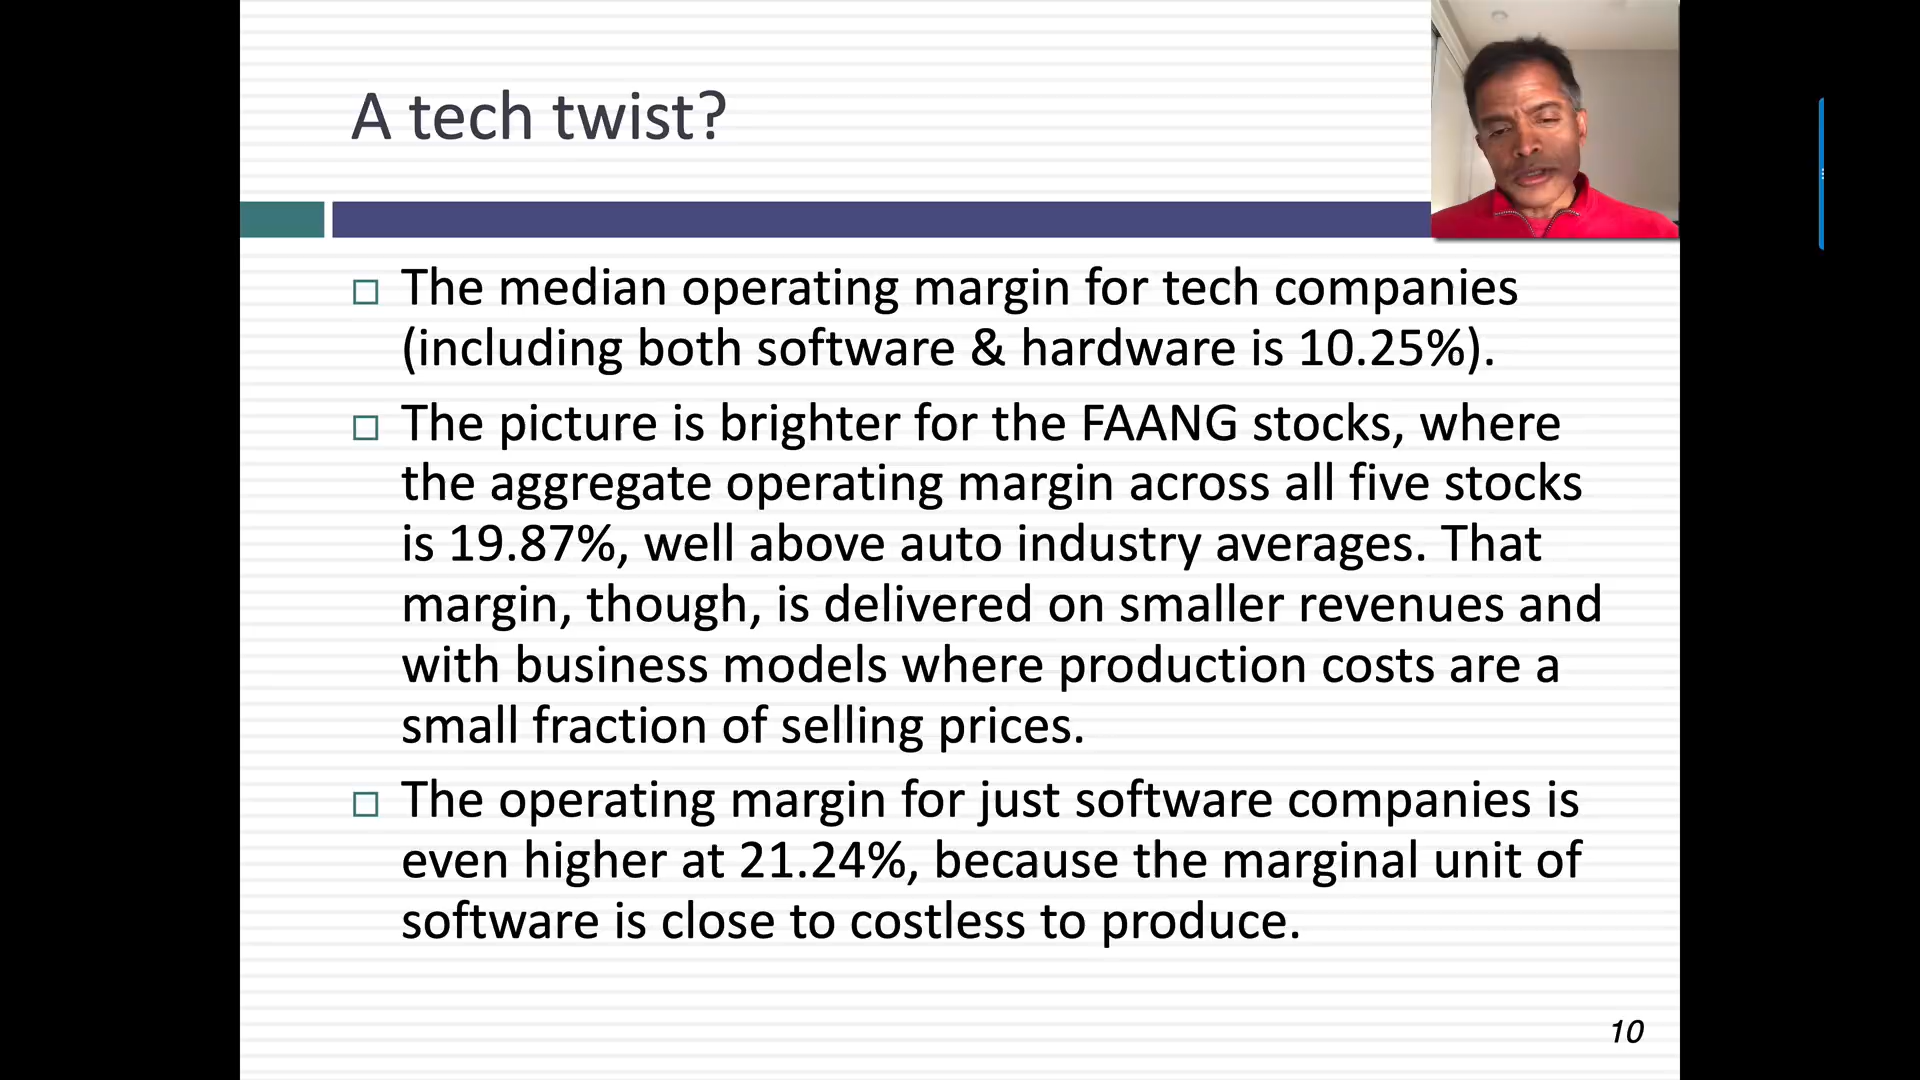 A tech twist?
The median operating margin for tech companies
(including both software & hardware is 10.25%).
The picture is brighter for the FAANG stocks, where
the aggregate operating margin across all five stocks
is 19.87%, well above auto industry averages. That
margin, though, is delivered on smaller revenues and
with business models where production costs are a
small fraction of selling prices.
The operating margin for just software companies is
even higher at 21.24%, because the marginal unit of
software is close to costless to produce.
10